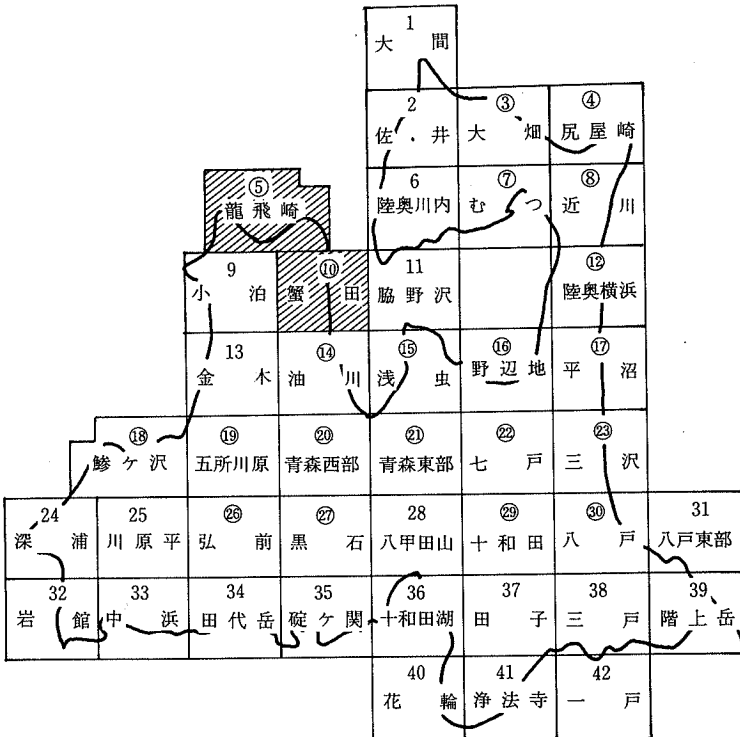 1
大間
2 ③ ④
佐井 大畑 尻屋崎
⑤ 6 ⑦ ⑧
龍飛崎 陸奥川内 むつ 近川
9 ⑩ 11 ⑫
小泊 蟹田 脇野沢 陸奥横浜
13 ⑭ ⑮ ⑯ ⑰
金木 油川 浅虫 野辺地 平沼
⑱ ⑲ ⑳ ㉑ ㉒ ㉓
鰺ケ沢 五所川原 青森西部 青森東部 七戸 三沢
24 25 ㉖ ㉗ 28 ㉙ ㉚ 31
深浦 川原平 弘前 黒石 八甲田山 十和田 八戸 八戸東部
32 33 34 35 36 37 38 39
岩館 中浜 田代岳 碇ケ関 十和田湖 田子 三戸 階上岳
40 41 42
花輪 浄法寺 一戸